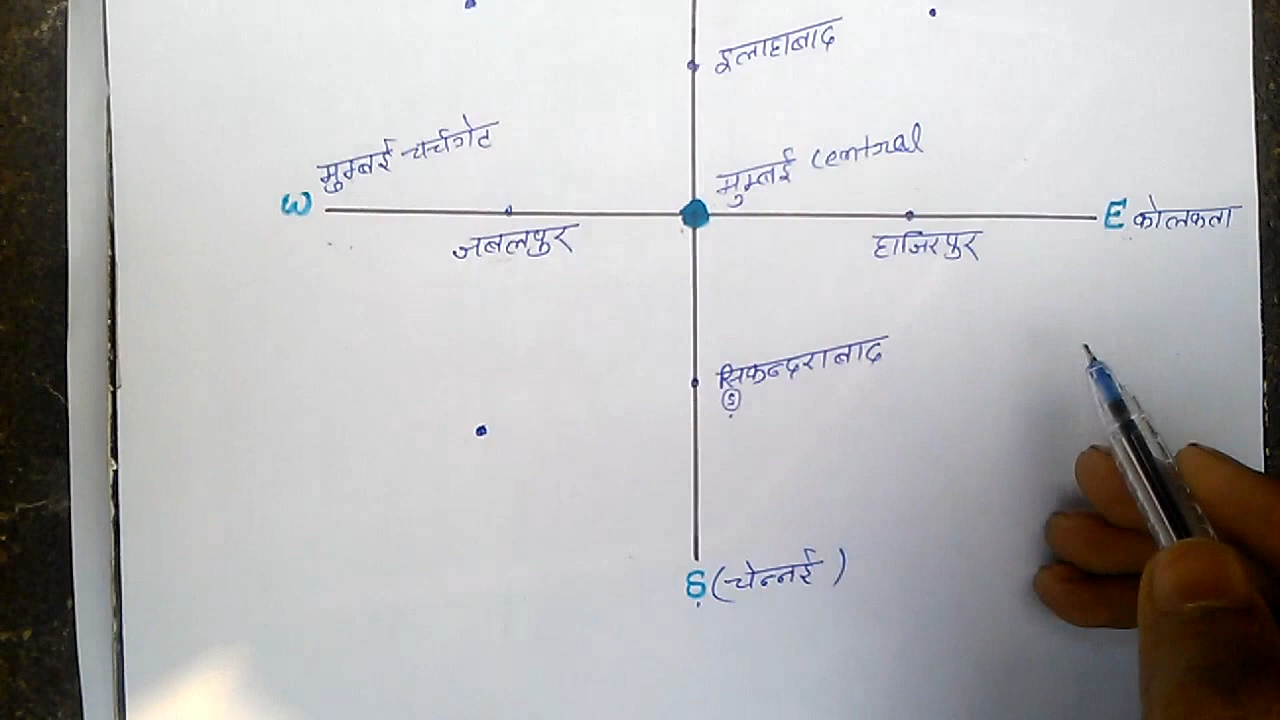 इलाहाबाद
मुम्बई चर्चगेट
मुम्बई Central
W
E कोलकता
जबलपुर
हाजिरपुर
सिकन्दराबाद
S
S (चेन्नई)